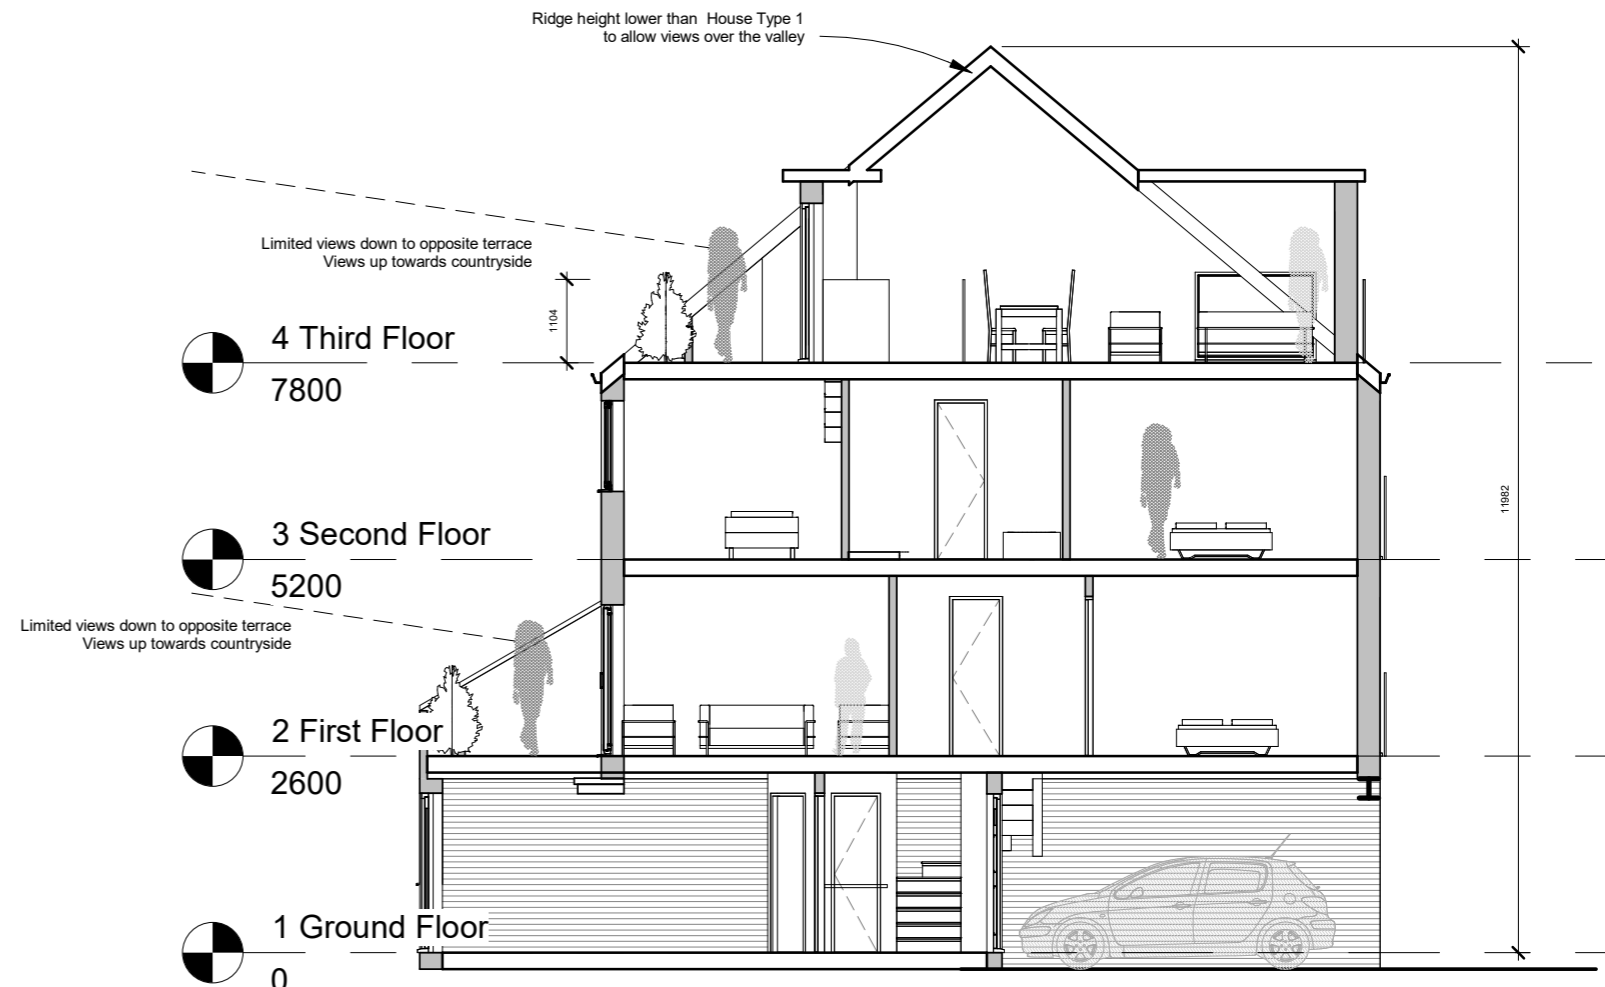 Ridge height lower than House Type 1
to allow views over the valley
Limited views down to opposite terrace
Views up towards countryside
1104
4 Third Floor
7800
11982
3 Second Floor
5200
Limited views down to opposite terrace
Views up towards countryside
2 First Floor
2600
1 Ground Floor
0